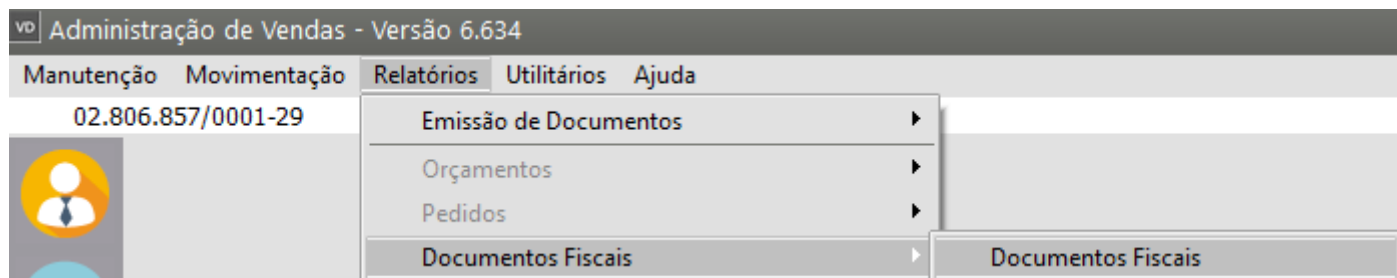 VD Administração de Vendas - Versão 6.634
Manutenção Movimentação Relatórios Utilitários Ajuda
02.806.857/0001-29
Emissão de Documentos
Orçamentos
Pedidos
Documentos Fiscais
Documentos Fiscais